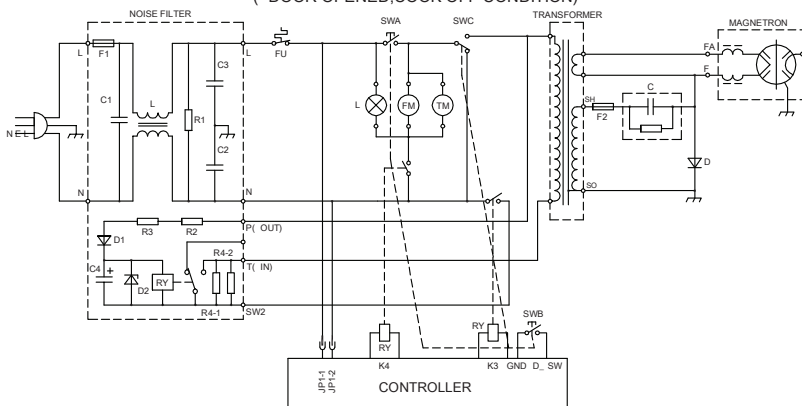 (  DOOR OPENED,COOK OFF CONDITION)
NOISE FILTER
SWA
SWC
TRANSFORMER
MAGNETRON
L
F1
L
FU
FA
F
C3
C1
L
R1
L
FM
TM
SH
C
F2
N E L
C2
D
N
N
SO
R3
R2
P( OUT)
D1
R4-2
T( IN)
C4
+
RY
D2
R4-1
SW2
SWB
RY
RY
JP1-1
JP1-2
K4
K3
GND
D_ SW
CONTROLLER